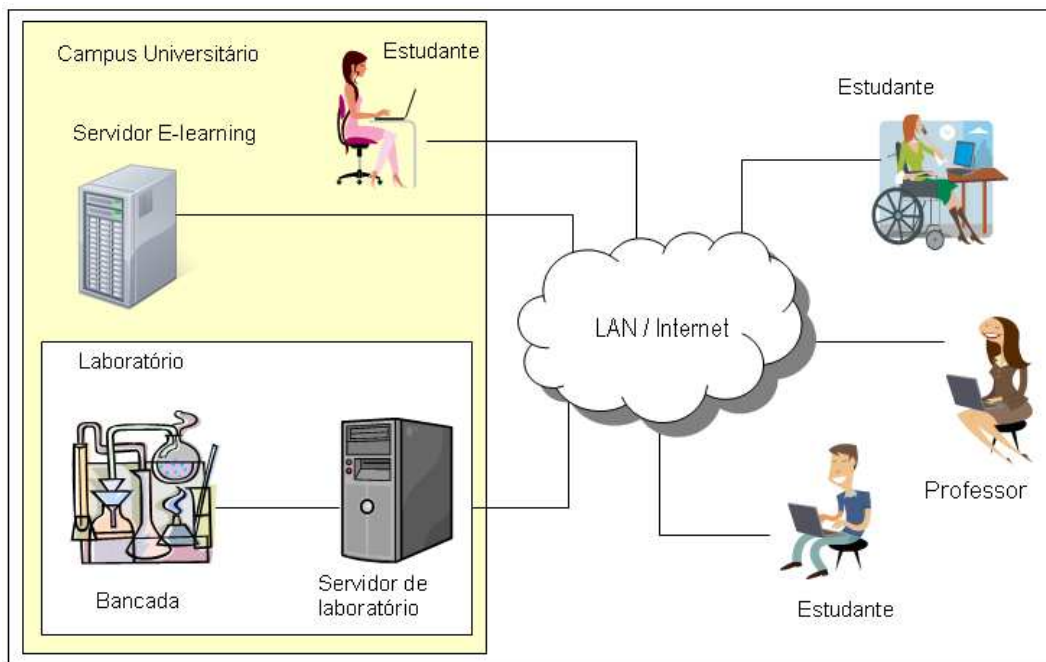 Campus Universitário
Estudante
Servidor E-learning
Estudante
LAN / Internet
Laboratório
Bancada
Servidor de
laboratório
Professor
Estudante